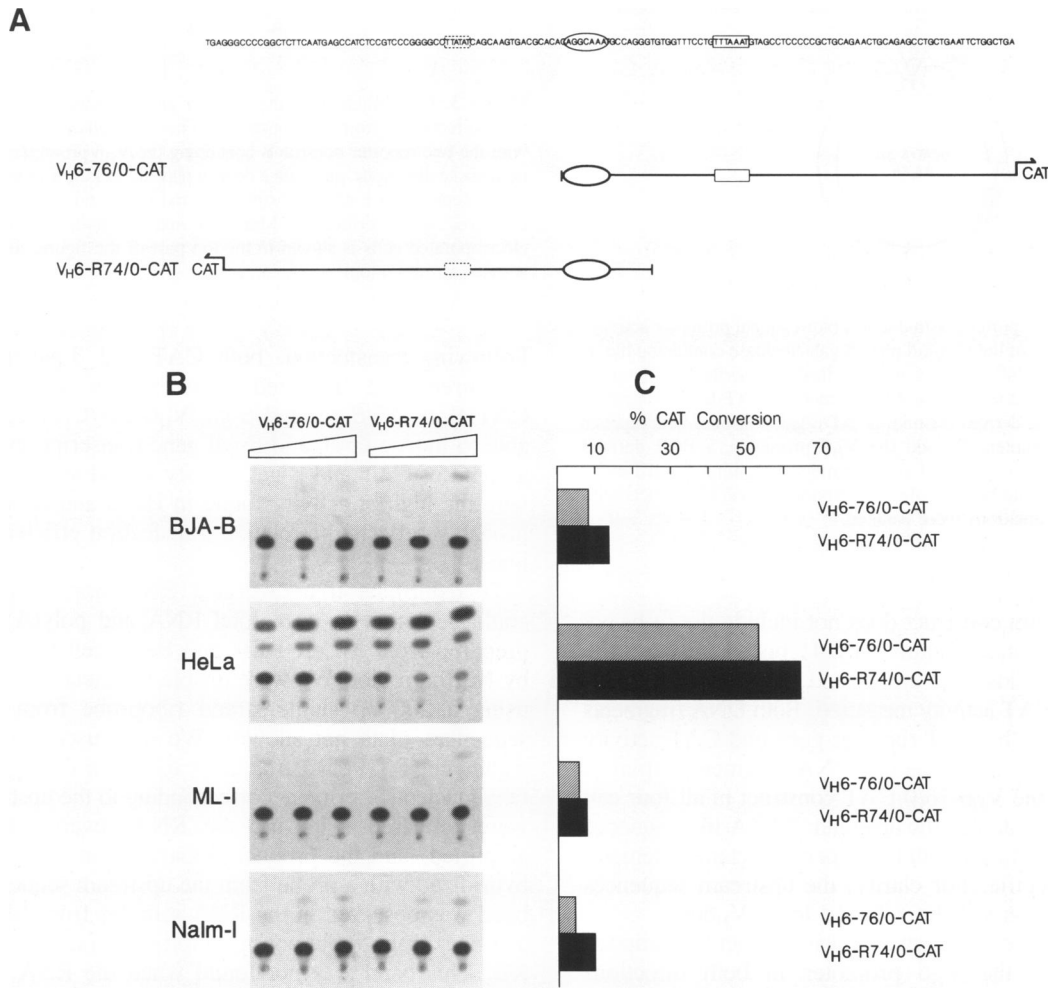 A
TGAGGGCCCCGGCTCTTCAATGAGCCATCTCCGTCCCGGGGCCTTATATCAGCAAGTGACGCACACAGGCAAATGCCAGGGTGTGGTTTCCTGTTTAAATGTAGCCTCCCCCGCTGCAGAACTGCAGAGCCTGCTGAATTCTGGCTGA
VH6-76/0-CAT
CAT
VH6-R74/0-CAT
CAT
B
VH6-76/0-CAT VH6-R74/0-CAT
BJA-B
HeLa
ML-I
Nalm-I
C
% CAT Conversion
10 30 50 70
VH6-76/0-CAT
VH6-R74/0-CAT
VH6-76/0-CAT
VH6-R74/0-CAT
VH6-76/0-CAT
VH6-R74/0-CAT
VH6-76/0-CAT
VH6-R74/0-CAT